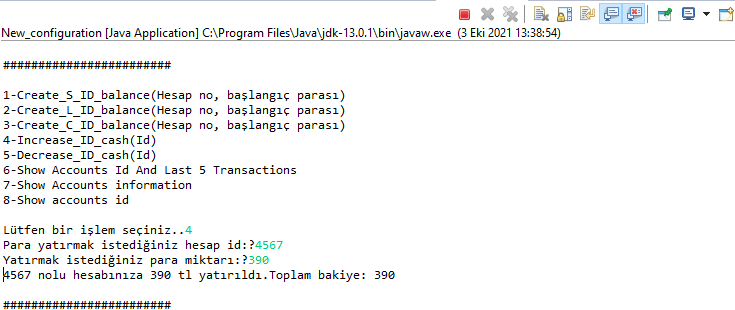 New_configuration [Java Application] C:\Program Files\Java\jdk-13.0.1\bin\javaw.exe (3 Eki 2021 13:38:54)
########################
1-Create_S_ID_balance(Hesap no, başlangıç parası)
2-Create_L_ID_balance(Hesap no, başlangıç parası)
3-Create_C_ID_balance(Hesap no, başlangıç parası)
4-Increase_ID_cash(Id)
5-Decrease_ID_cash(Id)
6-Show Accounts Id And Last 5 Transactions
7-Show Accounts information
8-Show accounts id
Lütfen bir işlem seçiniz..4
Para yatırmak istediğiniz hesap id:?4567
Yatırmak istediğiniz para miktarı:?390
4567 nolu hesabınıza 390 tl yatırıldı.Toplam bakiye: 390
########################